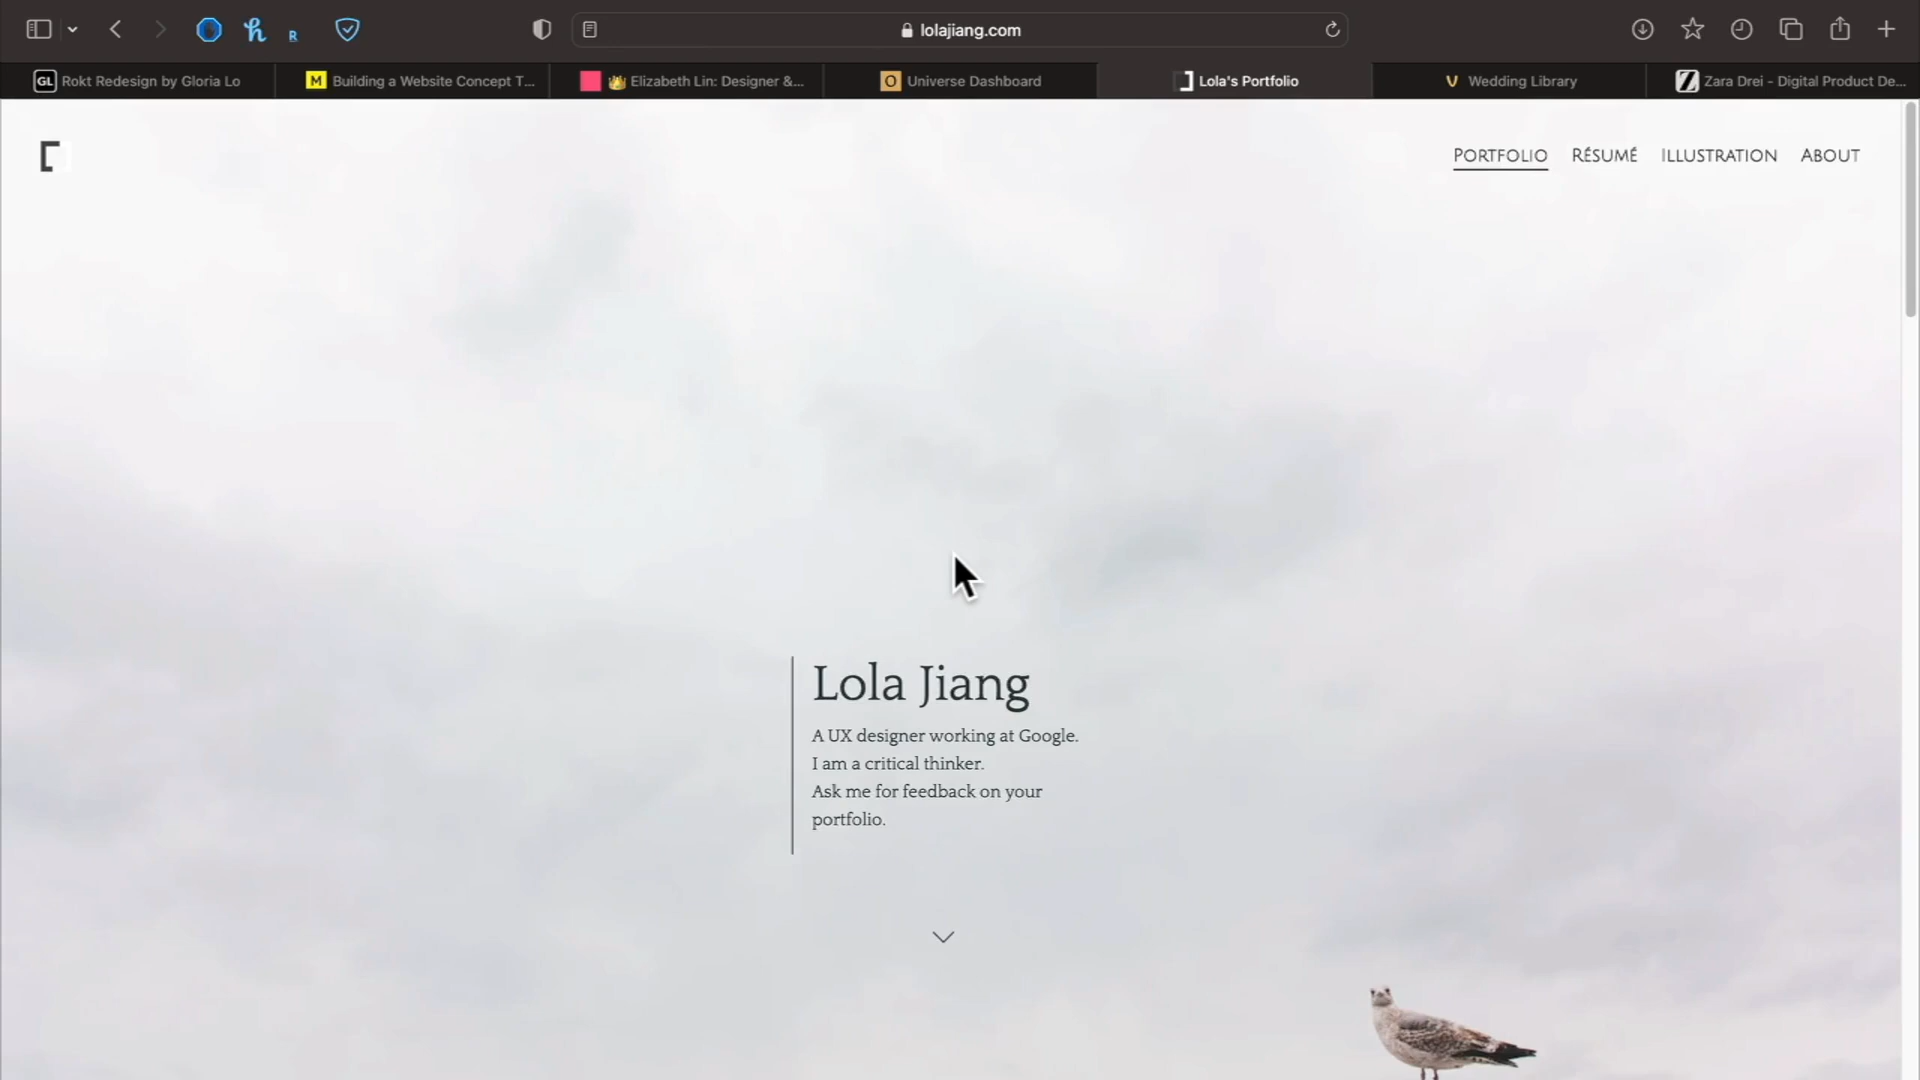 lolajiang.com
GL Rokt Redesign by Gloria Lo
M Building a Website Concept T...
Elizabeth Lin: Designer &...
O Universe Dashboard
Lola's Portfolio
V Wedding Library
Zara Drei - Digital Product De...
PORTFOLIO RÉSUMÉ ILLUSTRATION ABOUT
Lola Jiang
A UX designer working at Google.
I am a critical thinker.
Ask me for feedback on your
portfolio.